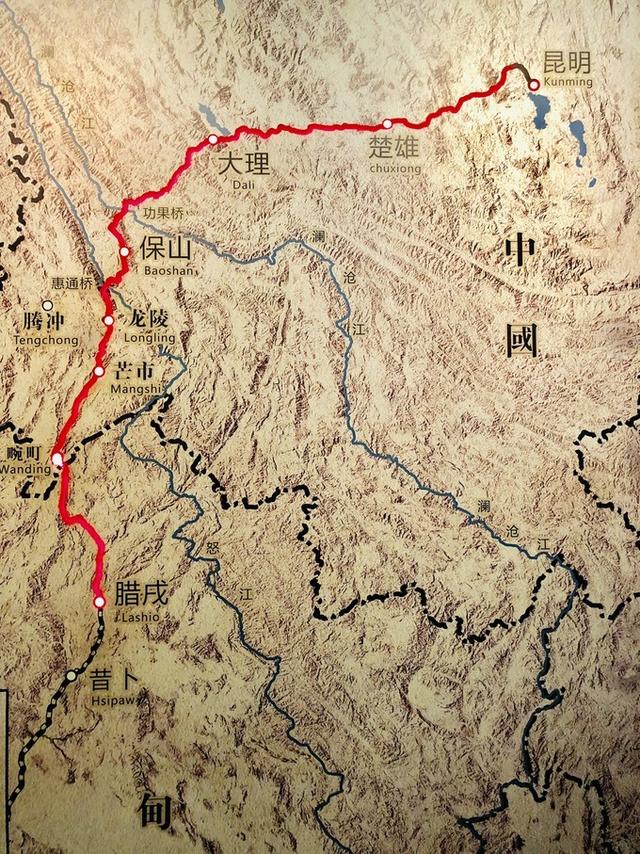 昆明
Kunming
澜
沧
江
楚雄
chuxiong
大理
Dali
功果桥
保山
Baoshan
澜
沧
江
中
國
惠通桥
腾冲
Tengchong
龙陵
Longling
芒市
Mangshi
畹町
Wanding
澜
沧
江
怒
江
腊戌
Lashio
昔卜
Hsipaw
甸